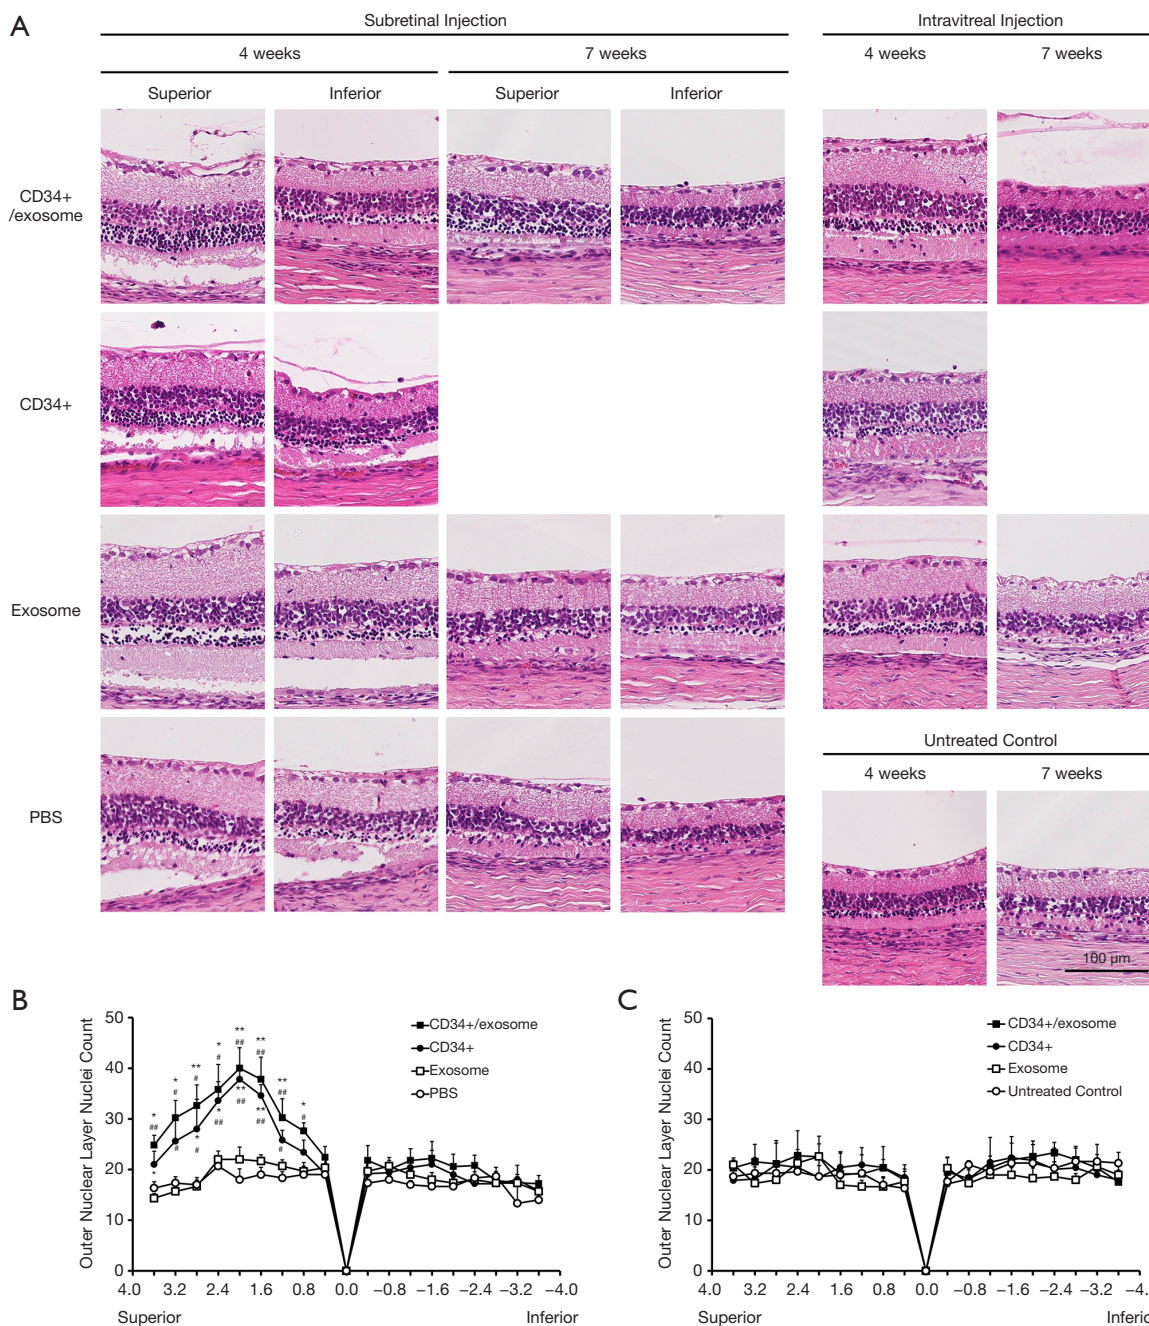 A
Subretinal Injection
Intravitreal Injection
4 weeks
7 weeks
4 weeks
7 weeks
Superior
Inferior
Superior
Inferior
CD34+
/exosome
CD34+
Exosome
PBS
Untreated Control
4 weeks
7 weeks
100 µm
B
Outer Nuclear Layer Nuclei Count
50
40
30
20
10
0
4.0 3.2 2.4 1.6 0.8 0.0 −0.8 −1.6 −2.4 −3.2 −4.0
Superior
Inferior
CD34+/exosome
CD34+
Exosome
PBS
* ## * # ** # * # ** ## ** ## ** ## * #
* # * # * ## ** ## ** ## #
C
Outer Nuclear Layer Nuclei Count
50
40
30
20
10
0
4.0 3.2 2.4 1.6 0.8 0.0 −0.8 −1.6 −2.4 −3.2 −4.
Superior
Inferior
CD34+/exosome
CD34+
Exosome
Untreated Control